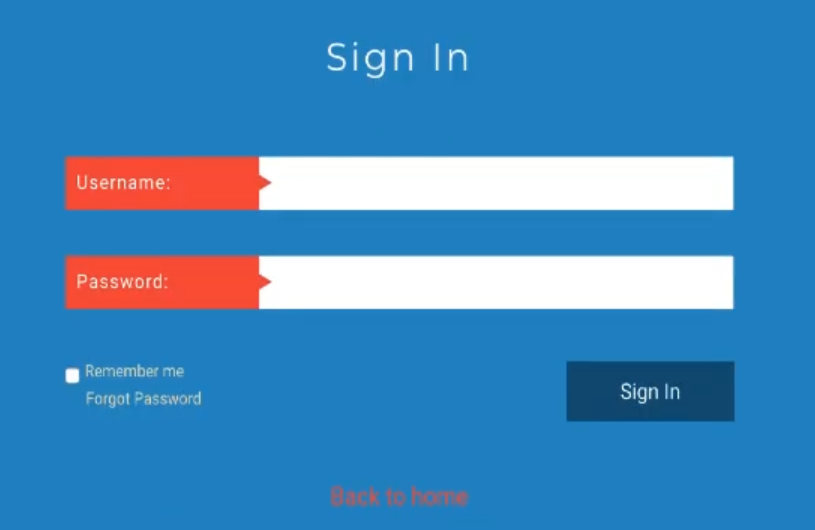 Sign In
Username:
Password:
Remember me
Forgot Password
Sign In
Back to home